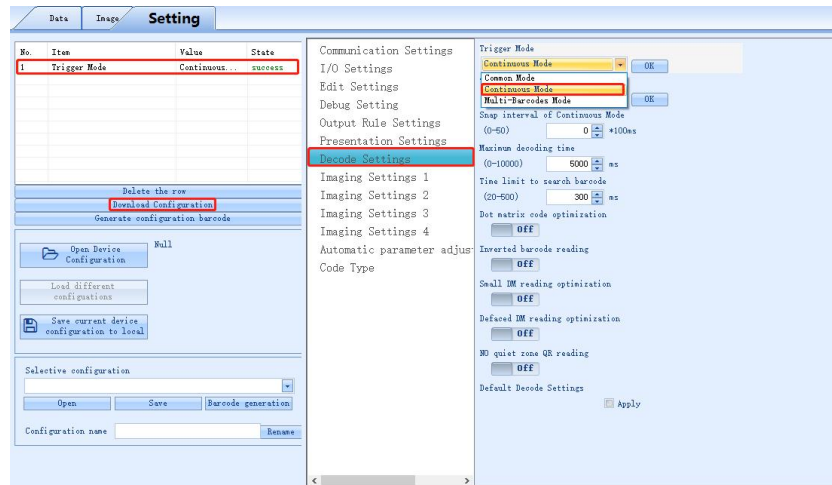 Data Image Setting
No. Item Value State
1 Trigger Mode Continuous... success
Delete the row
Download Configuration
Generate configuration barcode
Open Device
Configuration
Null
Load different
configuations
Save current device
configuration to local
Selective configuration
Open Save Barcode generation
Configuration name Rename
Communication Settings
I/O Settings
Edit Settings
Debug Setting
Output Rule Settings
Presentation Settings
Decode Settings
Imaging Settings 1
Imaging Settings 2
Imaging Settings 3
Imaging Settings 4
Automatic parameter adjus
Code Type
Trigger Mode
Continuous Mode OK
Common Mode
Continuous Mode
Multi-Barcodes Mode OK
Snap interval of Continuous Mode
(0-50) 0 *100ms
Maximum decoding time
(0-10000) 5000 ms
Time limit to search barcode
(20-500) 300 ms
Dot matrix code optimization
Off
Inverted barcode reading
Off
Small DM reading optimization
Off
Defaced DM reading optimization
Off
NO quiet zone QR reading
Off
Default Decode Settings
Apply